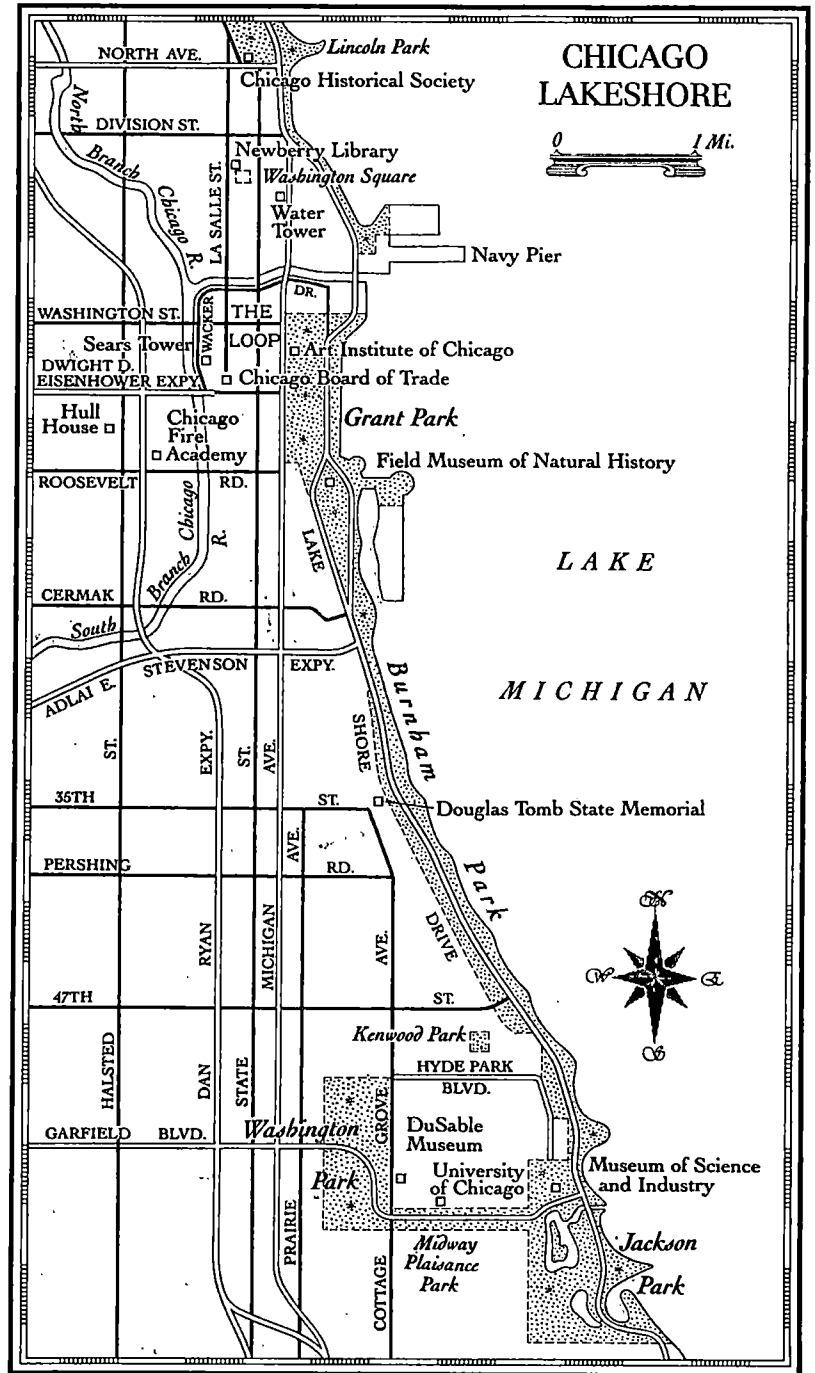 CHICAGO
LAKESHORE
0 1 Mi.
Lincoln Park
NORTH AVE.
Chicago Historical Society
North
Branch
Chicago
R.
DIVISION ST.
Newberry Library
Washington Square
LA SALLE ST.
Water
Tower
Navy Pier
DR.
WACKER
WASHINGTON ST.
THE
LOOP
Sears Tower
Art Institute of Chicago
DWIGHT D.
EISENHOWER EXPY.
Chicago Board of Trade
Grant Park
Hull
House
Chicago
Fire
Academy
Field Museum of Natural History
ROOSEVELT RD.
Chicago
R.
Branch
South
LAKE
LAKE
CERMAK RD.
STEVENSON EXPY.
ADLAI E.
MICHIGAN
Burnham
Park
SHORE
DRIVE
ST.
EXPY.
ST.
AVE.
35TH ST.
Douglas Tomb State Memorial
AVE.
PERSHING RD.
RYAN
MICHIGAN
AVE.
N
W E
S
47TH ST.
Kenwood Park
HYDE PARK
BLVD.
HALSTED
DAN
STATE
GROVE
GARFIELD BLVD.
Washington
Park
DuSable
Museum
University
of Chicago
Museum of Science
and Industry
Midway
Plaisance
Park
Jackson
Park
PRAIRIE
COTTAGE